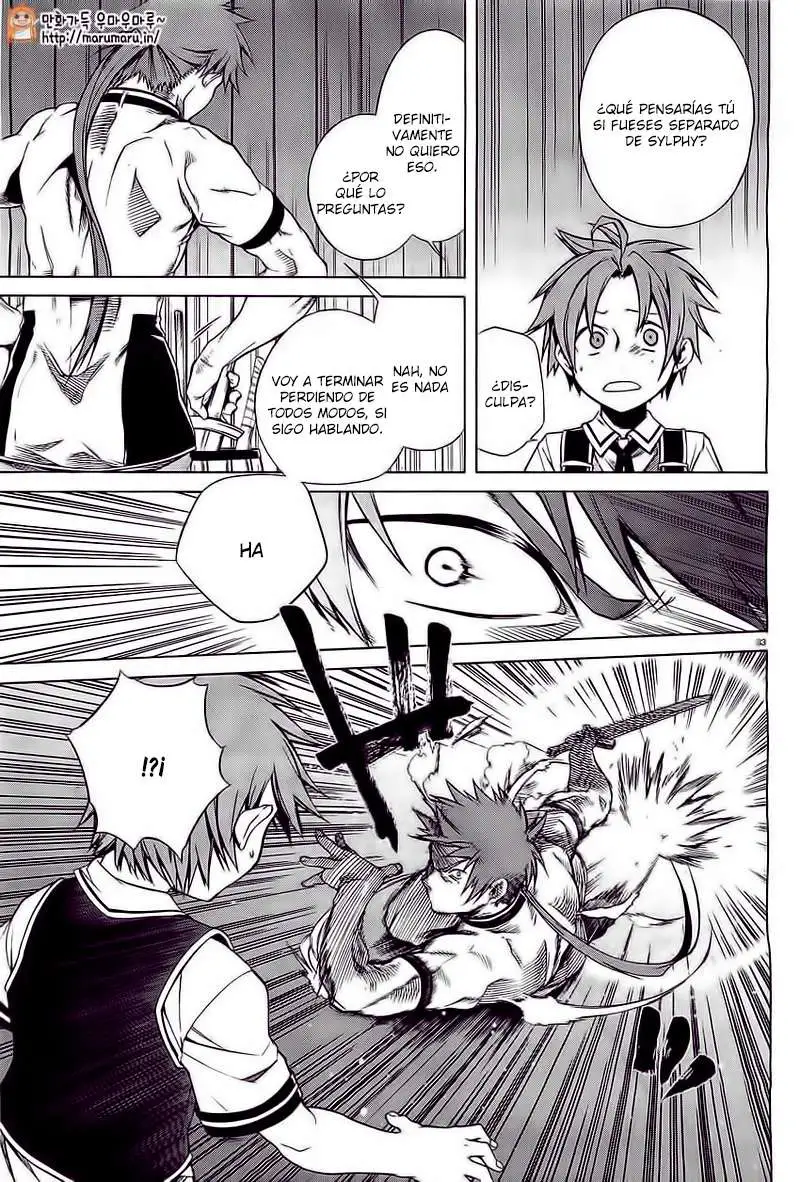 만화가득 우마우마루~
http://marumaru.in/
¿QUÉ PENSARÍAS TÚ
SI FUESES SEPARADO
DE SYLPHY?
¿DIS-
CULPA?
DEFINITI-
VAMENTE
NO QUIERO
ESO.
¿POR
QUÉ LO
PREGUNTAS?
NAH, NO
ES NADA
VOY A TERMINAR
PERDIENDO DE
TODOS MODOS, SI
SIGO HABLANDO.
HA
!?¡